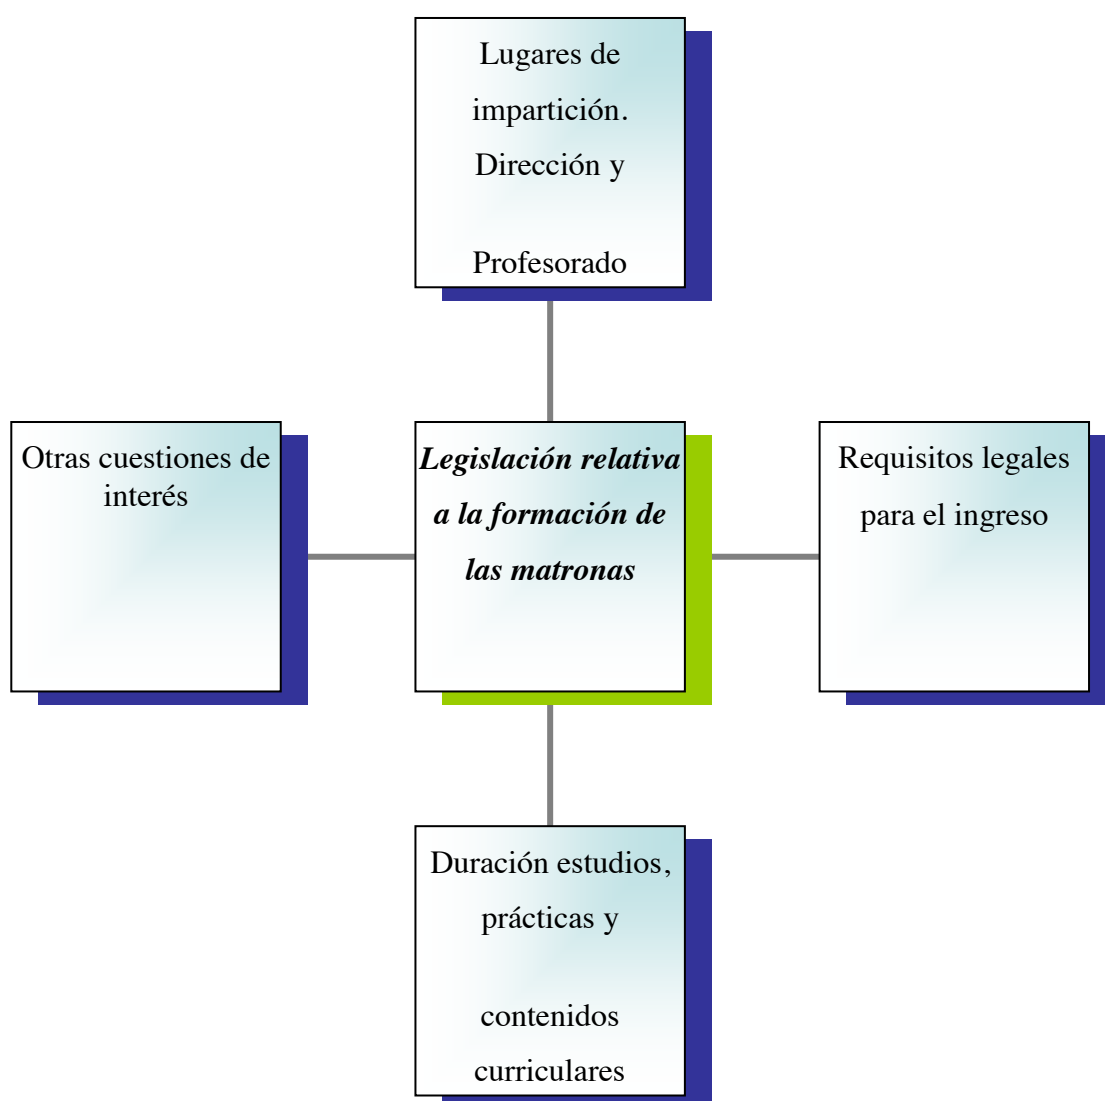 Lugares de
impartición.
Dirección y
Profesorado
Otras cuestiones de
interés
Legislación relativa
a la formación de
las matronas
Requisitos legales
para el ingreso
Duración estudios,
prácticas y
contenidos
curriculares